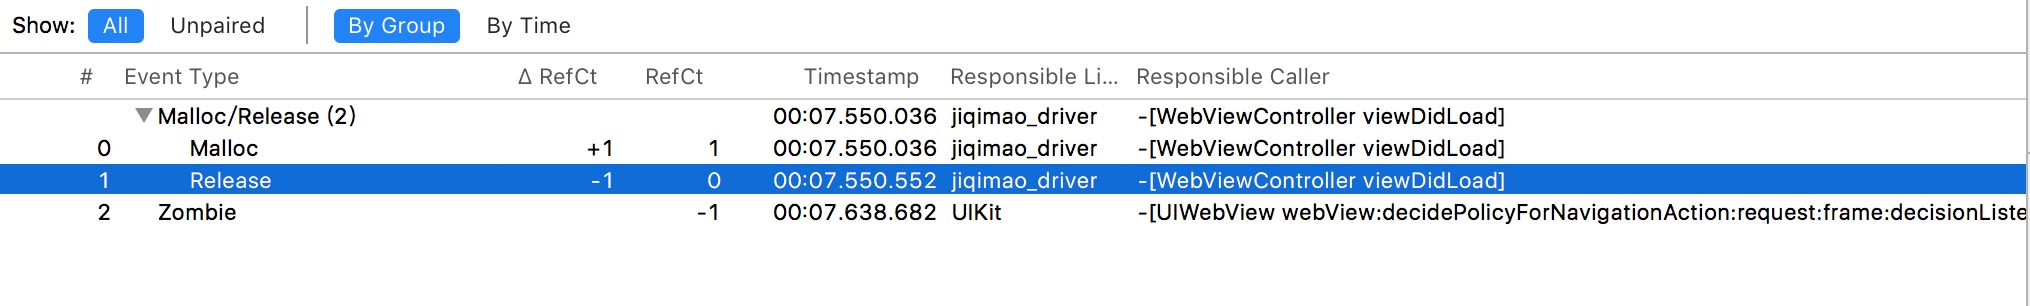 Show: All Unpaired By Group By Time
# Event Type Δ RefCt RefCt Timestamp Responsible Li... Responsible Caller
Malloc/Release (2) 00:07.550.036 jiqimao_driver -[WebViewController viewDidLoad]
0 Malloc +1 1 00:07.550.036 jiqimao_driver -[WebViewController viewDidLoad]
1 Release -1 0 00:07.550.552 jiqimao_driver -[WebViewController viewDidLoad]
2 Zombie -1 00:07.638.682 UIKit -[UIWebView webView:decidePolicyForNavigationAction:request:frame:decisionListe